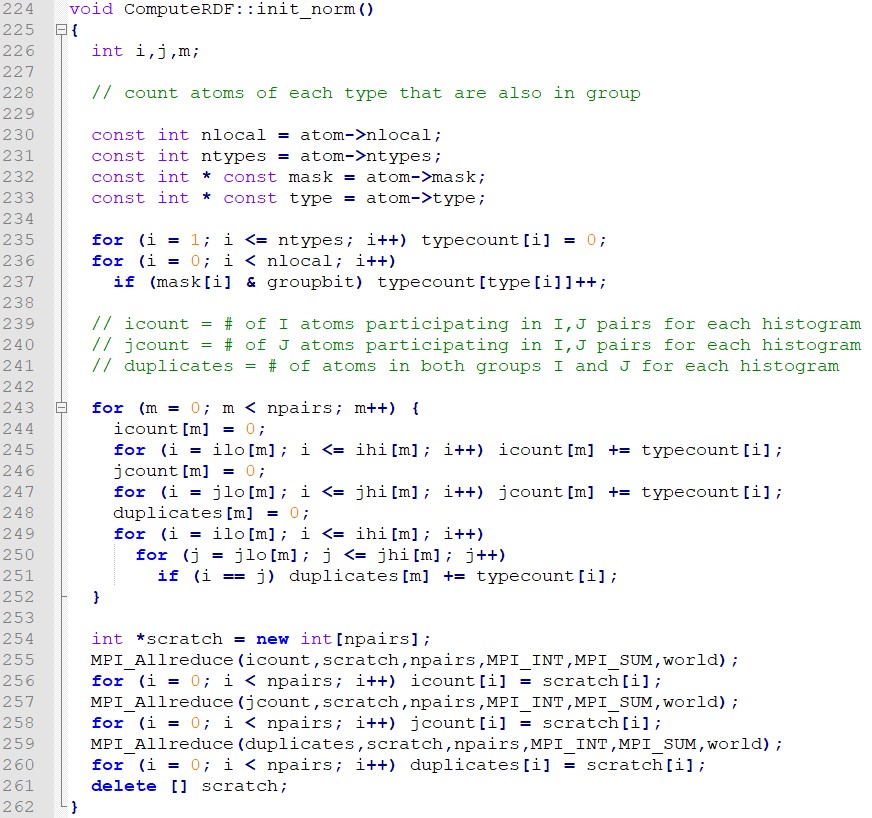 224 void ComputeRDF::init_norm()
225 {
226   int i,j,m;
227
228   // count atoms of each type that are also in group
229
230   const int nlocal = atom->nlocal;
231   const int ntypes = atom->ntypes;
232   const int * const mask = atom->mask;
233   const int * const type = atom->type;
234
235   for (i = 1; i <= ntypes; i++) typecount[i] = 0;
236   for (i = 0; i < nlocal; i++)
237     if (mask[i] & groupbit) typecount[type[i]]++;
238
239   // icount = # of I atoms participating in I,J pairs for each histogram
240   // jcount = # of J atoms participating in I,J pairs for each histogram
241   // duplicates = # of atoms in both groups I and J for each histogram
242
243   for (m = 0; m < npairs; m++) {
244     icount[m] = 0;
245     for (i = ilo[m]; i <= ihi[m]; i++) icount[m] += typecount[i];
246     jcount[m] = 0;
247     for (i = jlo[m]; i <= jhi[m]; i++) jcount[m] += typecount[i];
248     duplicates[m] = 0;
249     for (i = ilo[m]; i <= ihi[m]; i++)
250       for (j = jlo[m]; j <= jhi[m]; j++)
251         if (i == j) duplicates[m] += typecount[i];
252   }
253
254   int *scratch = new int[npairs];
255   MPI_Allreduce(icount,scratch,npairs,MPI_INT,MPI_SUM,world);
256   for (i = 0; i < npairs; i++) icount[i] = scratch[i];
257   MPI_Allreduce(jcount,scratch,npairs,MPI_INT,MPI_SUM,world);
258   for (i = 0; i < npairs; i++) jcount[i] = scratch[i];
259   MPI_Allreduce(duplicates,scratch,npairs,MPI_INT,MPI_SUM,world);
260   for (i = 0; i < npairs; i++) duplicates[i] = scratch[i];
261   delete [] scratch;
262 }